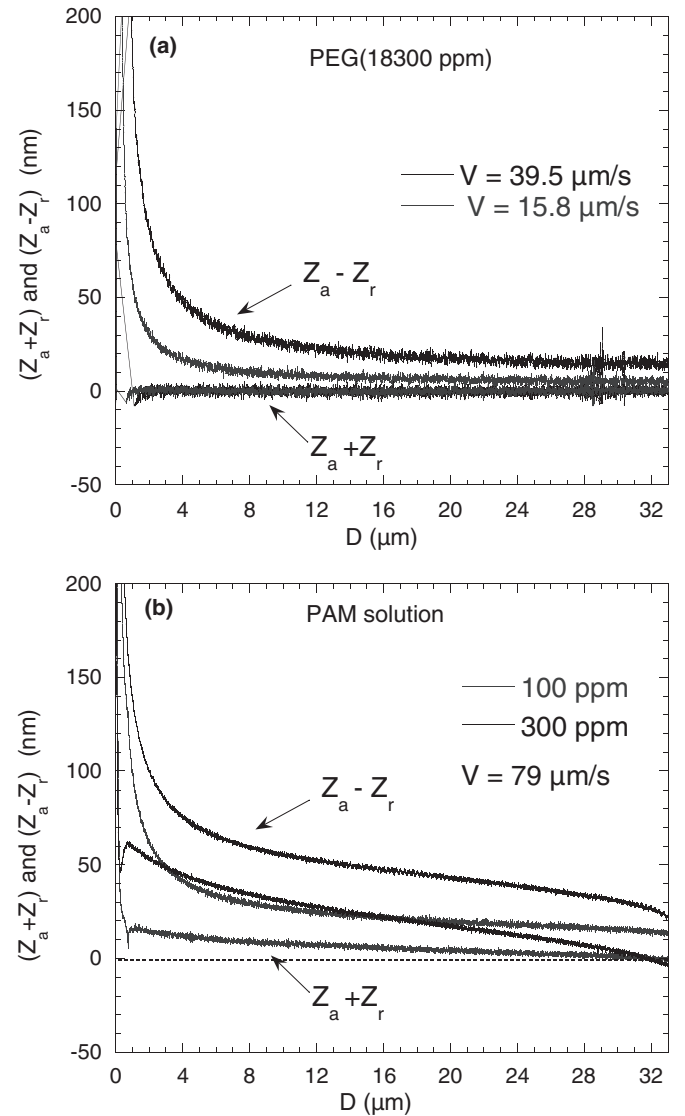 (a)
PEG(18300 ppm)
V = 39.5 µm/s
V = 15.8 µm/s
Z_a - Z_r
Z_a+Z_r
200
150
100
50
0
-50
(Z_a+Z_r) and (Z_a-Z_r) (nm)
0 4 8 12 16 20 24 28 32
D (µm)
(b)
PAM solution
100 ppm
300 ppm
V = 79 µm/s
Z_a - Z_r
Z_a+Z_r
200
150
100
50
0
-50
(Z_a+Z_r) and (Z_a-Z_r) (nm)
0 4 8 12 16 20 24 28 32
D (µm)